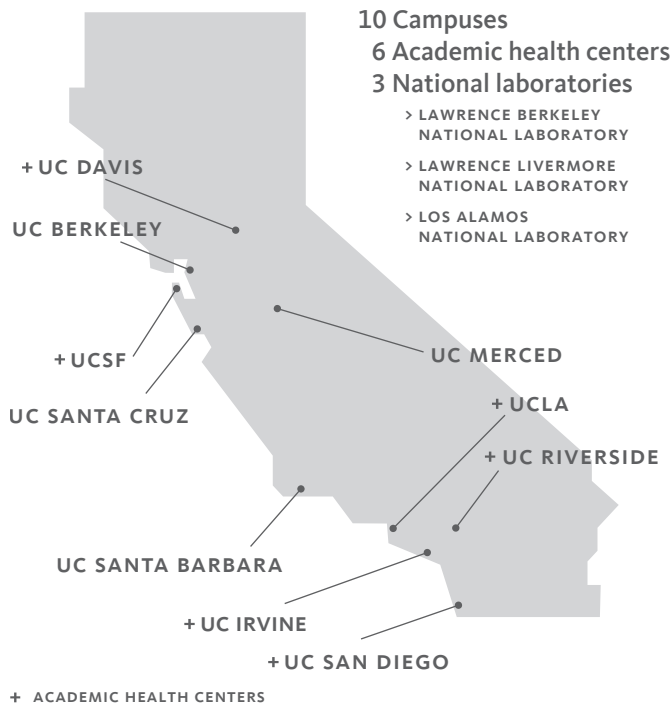 10 Campuses
6 Academic health centers
3 National laboratories
> LAWRENCE BERKELEY
NATIONAL LABORATORY
> LAWRENCE LIVERMORE
NATIONAL LABORATORY
> LOS ALAMOS
NATIONAL LABORATORY
+ UC DAVIS
UC BERKELEY
+ UCSF
UC MERCED
UC SANTA CRUZ
+ UCLA
+ UC RIVERSIDE
UC SANTA BARBARA
+ UC IRVINE
+ UC SAN DIEGO
+ ACADEMIC HEALTH CENTERS